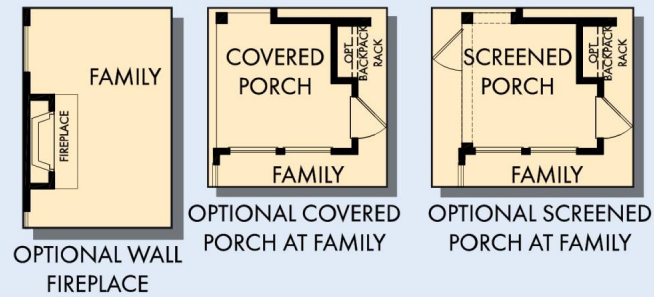 FAMILY
FIREPLACE
OPTIONAL WALL
FIREPLACE
COVERED
PORCH
OPT
BACKPACK
RACK
FAMILY
OPTIONAL COVERED
PORCH AT FAMILY
SCREENED
PORCH
OPT
BACKPACK
RACK
FAMILY
OPTIONAL SCREENED
PORCH AT FAMILY